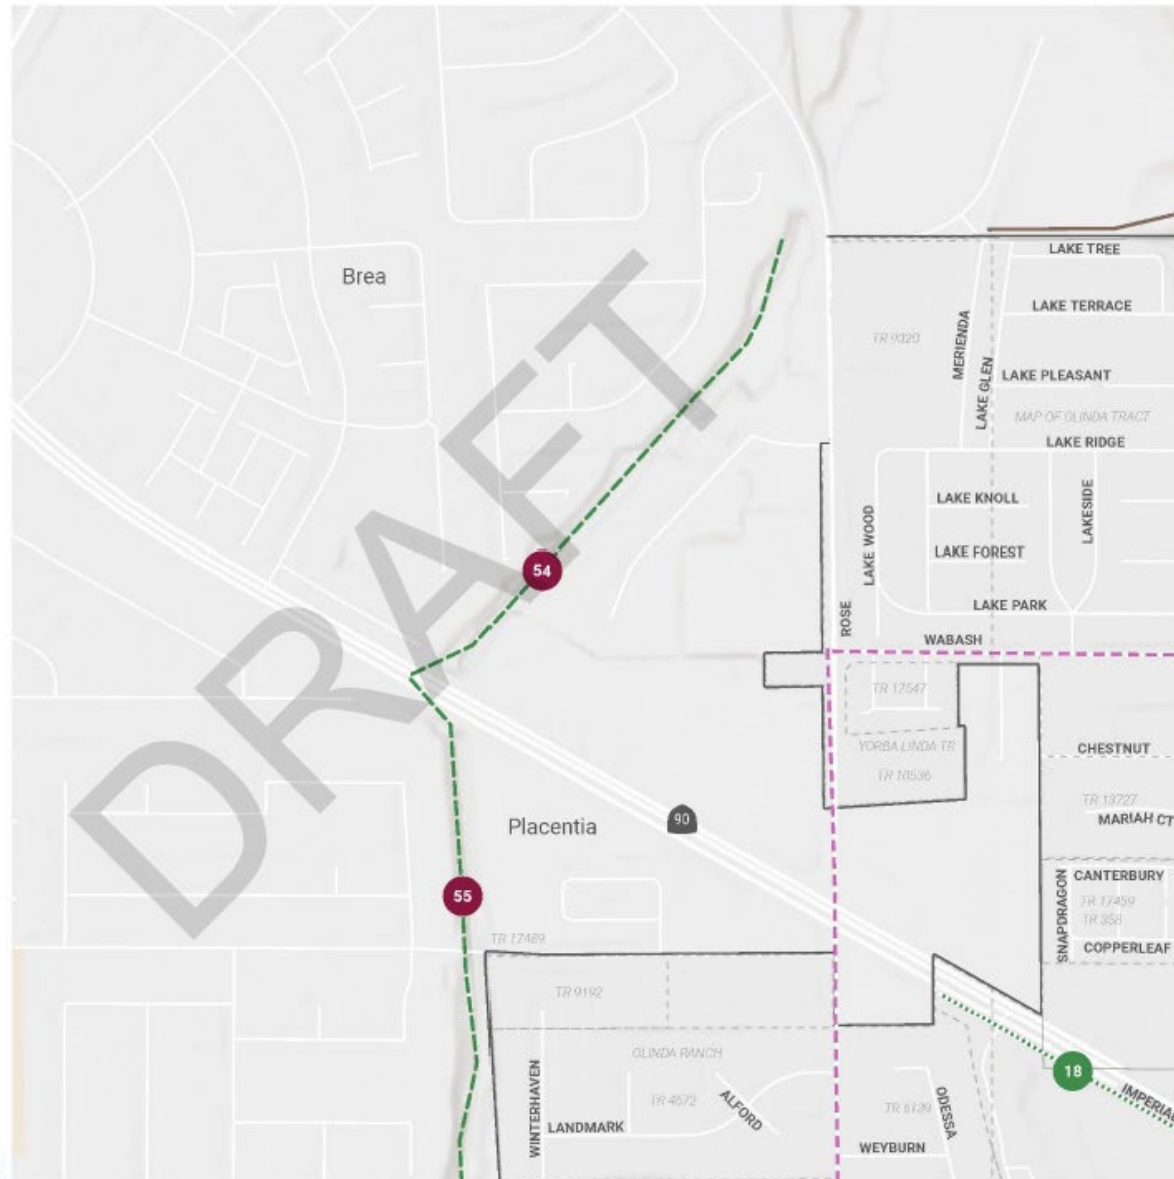 LAKE TREE
Brea
LAKE TERRACE
TR 9020
MERIENDA
LAKE GLEN
LAKE PLEASANT
MAP OF OLINDA TRACT
LAKE RIDGE
DRAFT
LAKE KNOLL
LAKESIDE
LAKE WOOD
LAKE FOREST
54
LAKE PARK
ROSE
WABASH
TR 17547
YORBA LINDA TR
CHESTNUT
TR 10536
TR 13727
90
MARIAH CT
Placentia
CANTERBURY
55
TR 17459
SNAPDRAGON
TR 358
TR 17489
COPPERLEAF
TR 9192
OLINDA RANCH
18
WINTERHAVEN
TR 4672
ALFORD
TR 6139
ODESSA
LANDMARK
WEYBURN